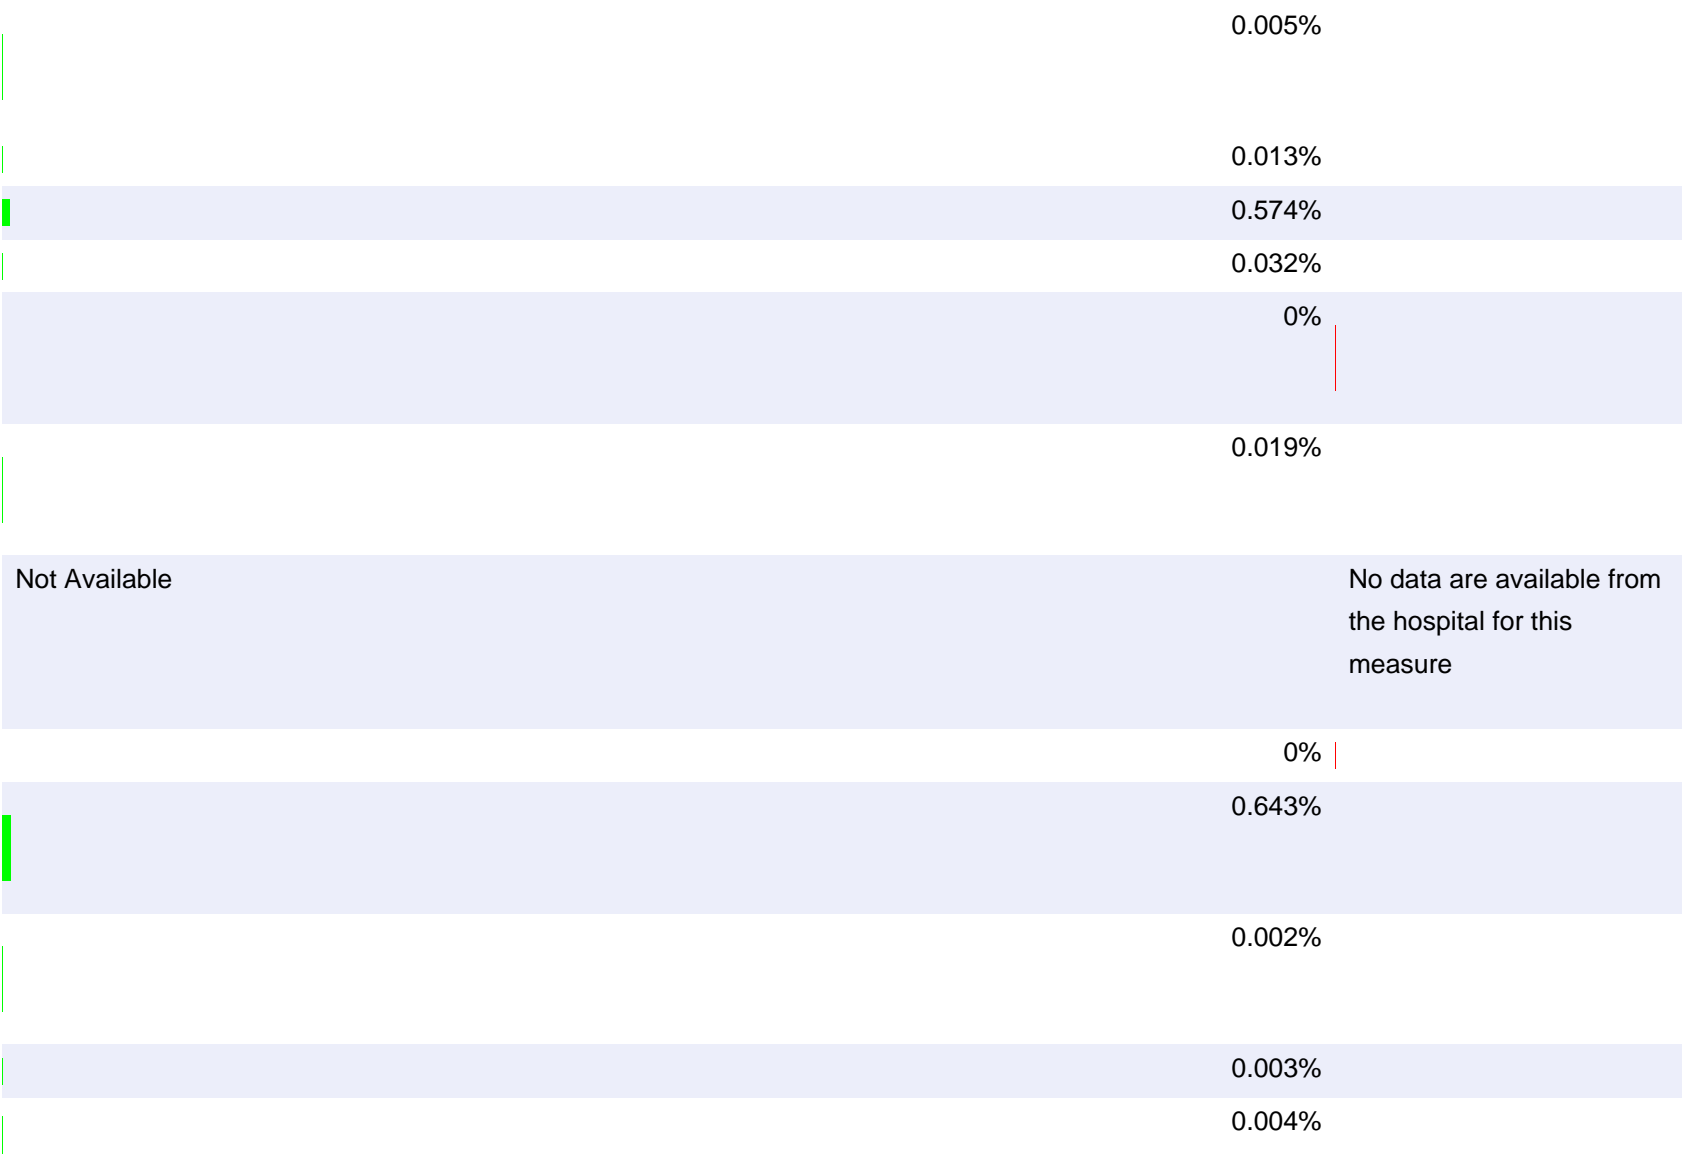 0.005%
0.013%
0.574%
0.032%
0%
0.019%
Not Available
No data are available from
the hospital for this
measure
0%
0.643%
0.002%
0.003%
0.004%